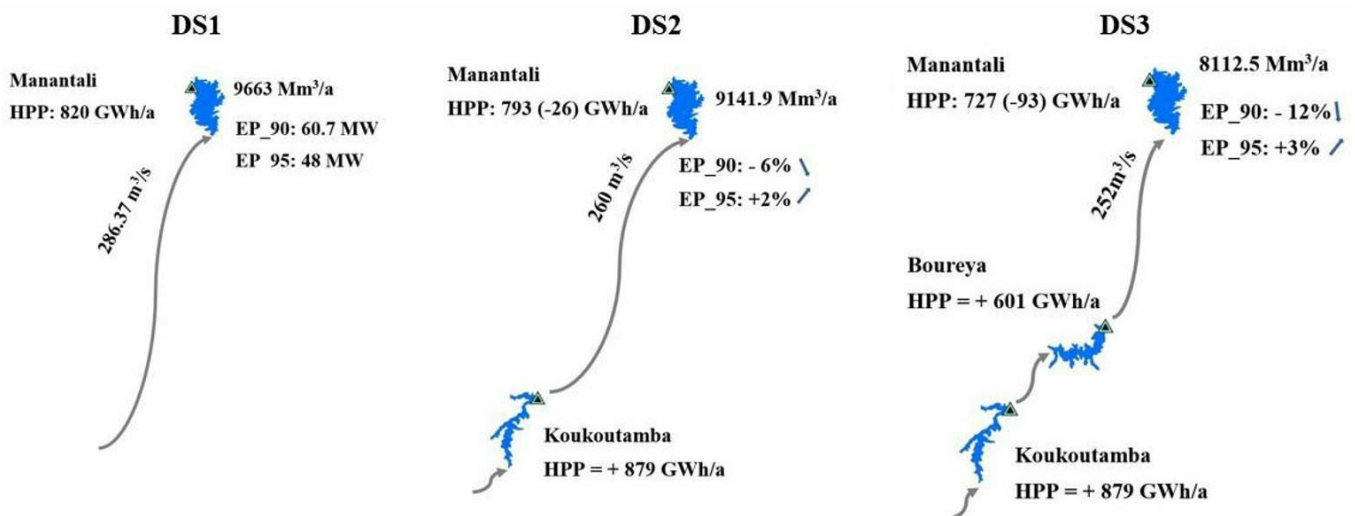 DS1
Manantali
HPP: 820 GWh/a
9663 Mm³/a
EP_90: 60.7 MW
EP 95: 48 MW
286.37 m³/s
DS2
Manantali
HPP: 793 (-26) GWh/a
9141.9 Mm³/a
EP_90: - 6%
EP_95: +2%
260 m³/s
Koukoutamba
HPP = + 879 GWh/a
DS3
Manantali
HPP: 727 (-93) GWh/a
8112.5 Mm³/a
EP_90: - 12%
EP_95: +3%
252m³/s
Boureya
HPP = + 601 GWh/a
Koukoutamba
HPP = + 879 GWh/a